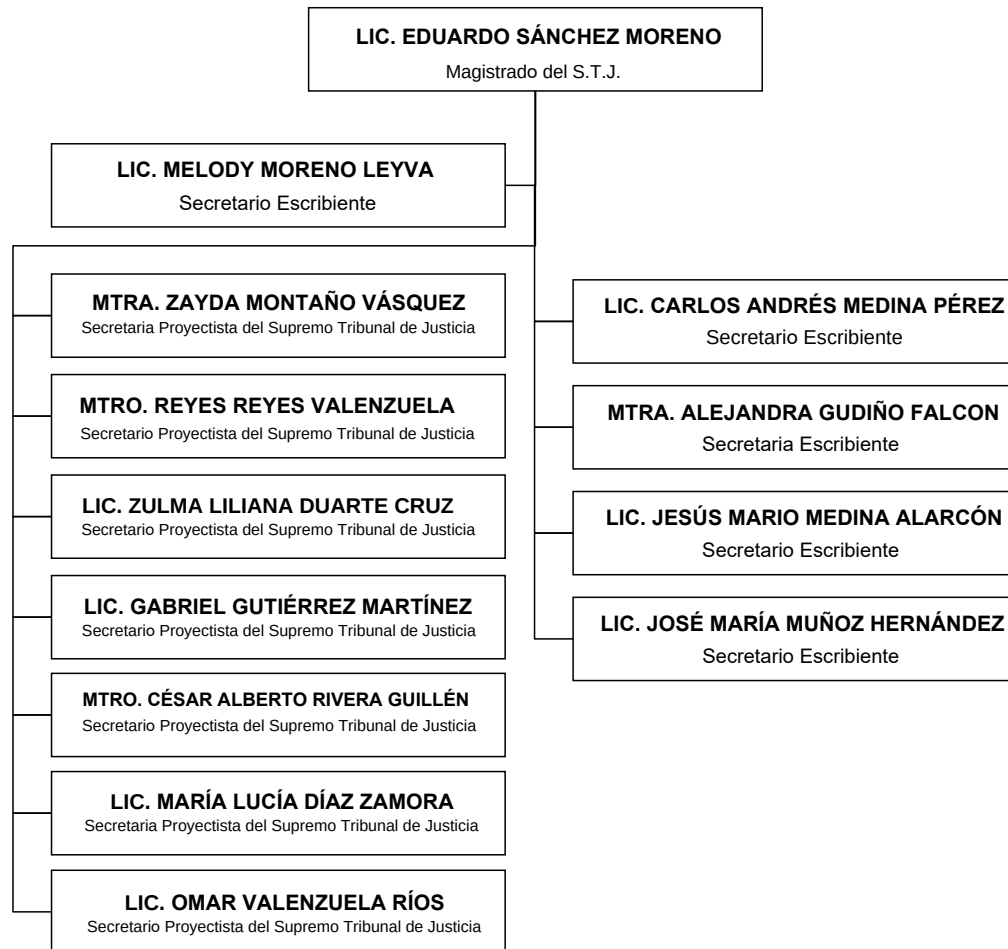 LIC. EDUARDO SÁNCHEZ MORENO
Magistrado del S.T.J.
LIC. MELODY MORENO LEYVA
Secretario Escribiente
MTRA. ZAYDA MONTAÑO VÁSQUEZ
Secretaria Proyectista del Supremo Tribunal de Justicia
MTRO. REYES REYES VALENZUELA
Secretario Proyectista del Supremo Tribunal de Justicia
LIC. ZULMA LILIANA DUARTE CRUZ
Secretario Proyectista del Supremo Tribunal de Justicia
LIC. GABRIEL GUTIÉRREZ MARTÍNEZ
Secretario Proyectista del Supremo Tribunal de Justicia
MTRO. CÉSAR ALBERTO RIVERA GUILLÉN
Secretario Proyectista del Supremo Tribunal de Justicia
LIC. MARÍA LUCÍA DÍAZ ZAMORA
Secretaria Proyectista del Supremo Tribunal de Justicia
LIC. OMAR VALENZUELA RÍOS
Secretario Proyectista del Supremo Tribunal de Justicia
LIC. CARLOS ANDRÉS MEDINA PÉREZ
Secretario Escribiente
MTRA. ALEJANDRA GUDIÑO FALCON
Secretaria Escribiente
LIC. JESÚS MARIO MEDINA ALARCÓN
Secretario Escribiente
LIC. JOSÉ MARÍA MUÑOZ HERNÁNDEZ
Secretario Escribiente